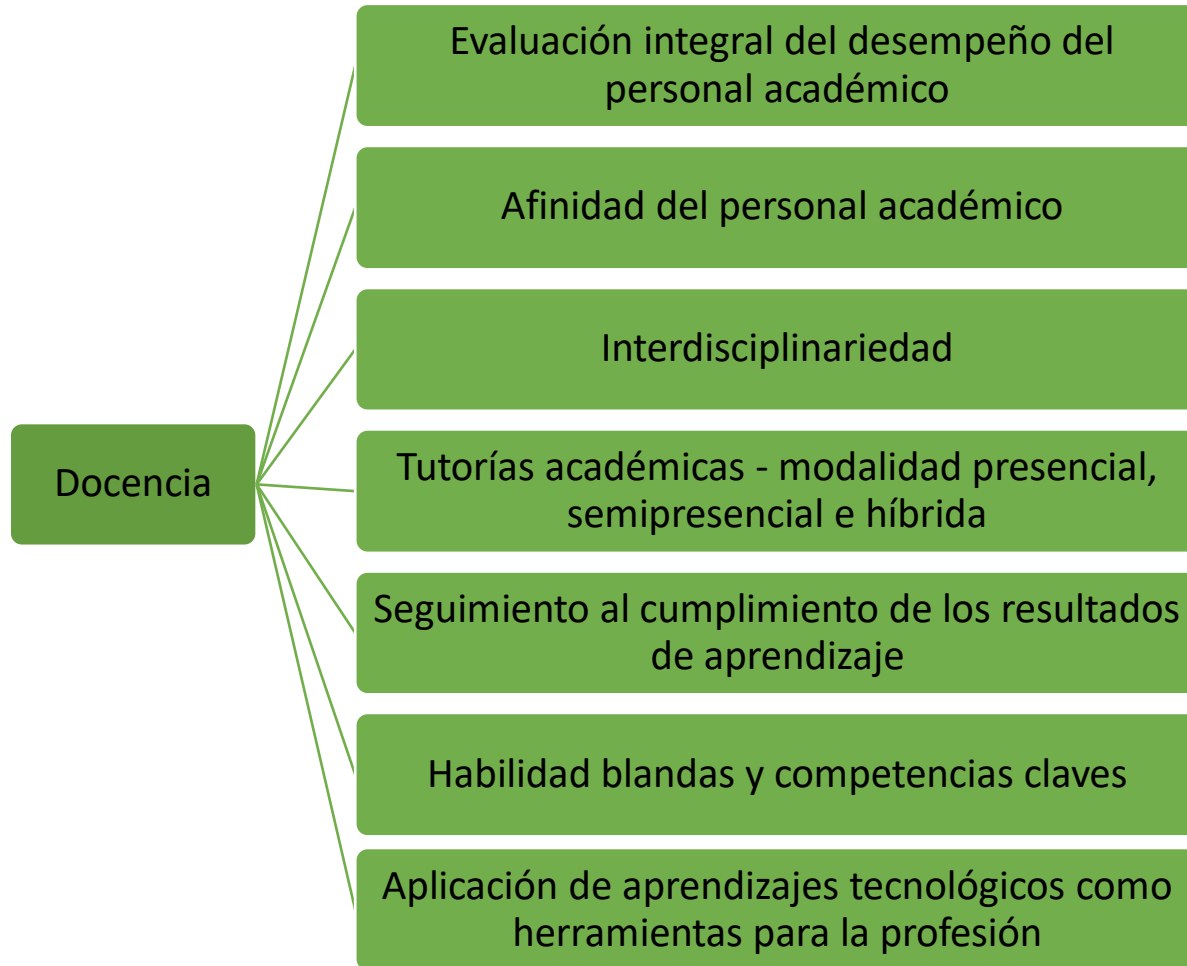 Evaluación integral del desempeño del
personal académico
Afinidad del personal académico
Interdisciplinariedad
Docencia
Tutorías académicas - modalidad presencial,
semipresencial e híbrida
Seguimiento al cumplimiento de los resultados
de aprendizaje
Habilidad blandas y competencias claves
Aplicación de aprendizajes tecnológicos como
herramientas para la profesión